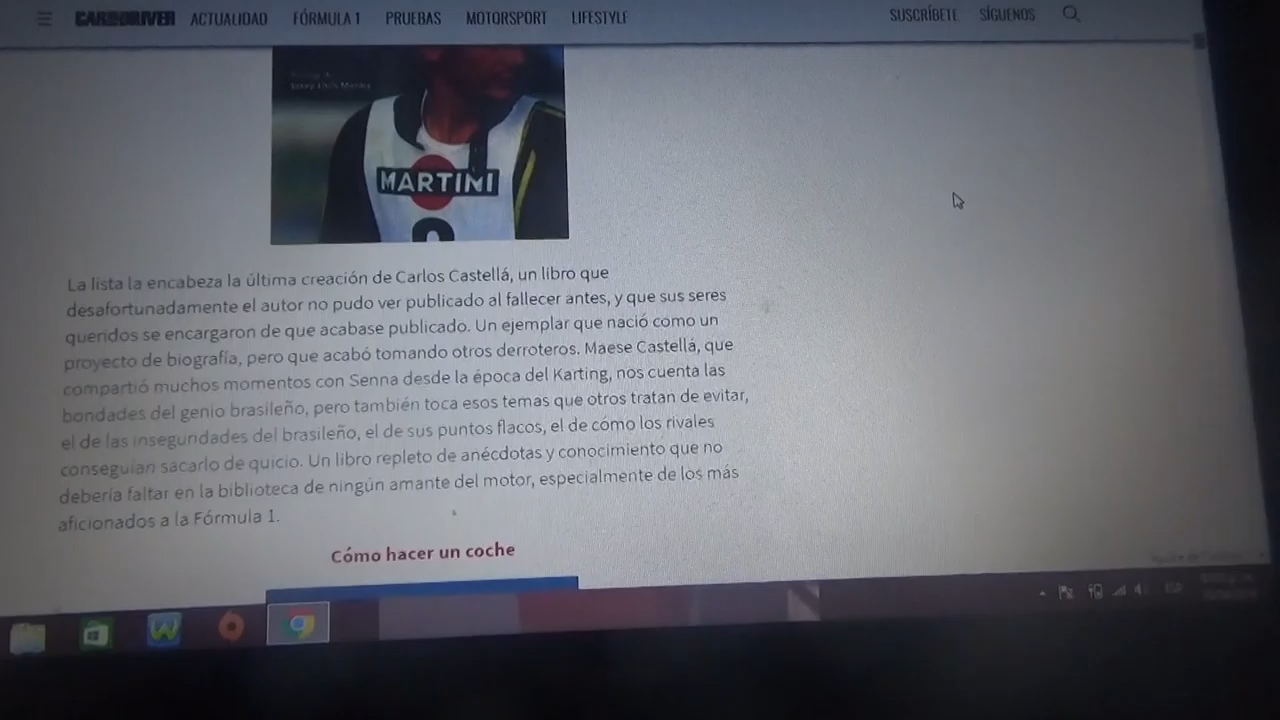 CAR AND DRIVER ACTUALIDAD FÓRMULA 1 PRUEBAS MOTORSPORT LIFESTYLE SUSCRÍBETE SÍGUENOS
MARTINI
La lista la encabeza la última creación de Carlos Castellá, un libro que
desafortunadamente el autor no pudo ver publicado al fallecer antes, y que sus seres
queridos se encargaron de que acabase publicado. Un ejemplar que nació como un
proyecto de biografía, pero que acabó tomando otros derroteros. Maese Castellá, que
compartió muchos momentos con Senna desde la época del Karting, nos cuenta las
bondades del genio brasileño, pero también toca esos temas que otros tratan de evitar,
el de las inseguridades del brasileño, el de sus puntos flacos, el de cómo los rivales
conseguían sacarlo de quicio. Un libro repleto de anécdotas y conocimiento que no
debería faltar en la biblioteca de ningún amante del motor, especialmente de los más
aficionados a la Fórmula 1.
Cómo hacer un coche